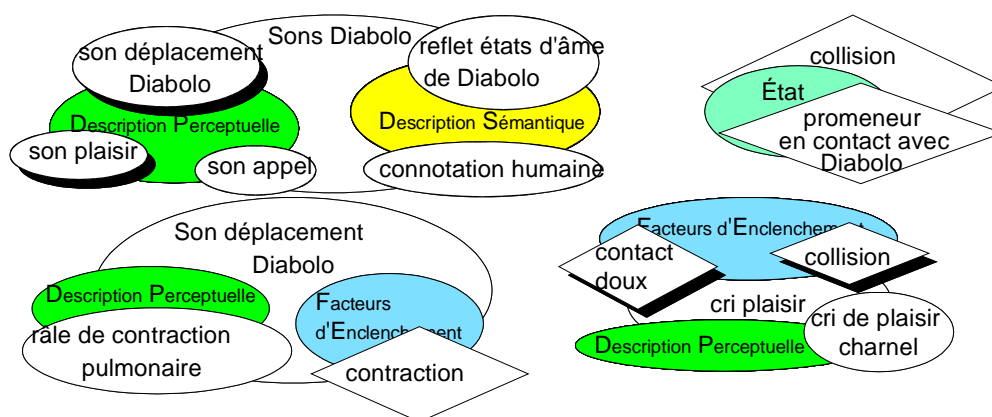 Sons Diabolo
son déplacement
Diabolo
Description Perceptuelle
son plaisir
son appel
reflet états d'âme
de Diabolo
Description Sémantique
connotation humaine
collision
État
promeneur
en contact avec
Diabolo
Son déplacement
Diabolo
Description Perceptuelle
râle de contraction
pulmonaire
Facteurs
d'Enclenchement
contraction
Facteurs d'Enclenchement
contact
doux
collision
cri plaisir
Description Perceptuelle
cri de plaisir
charnel